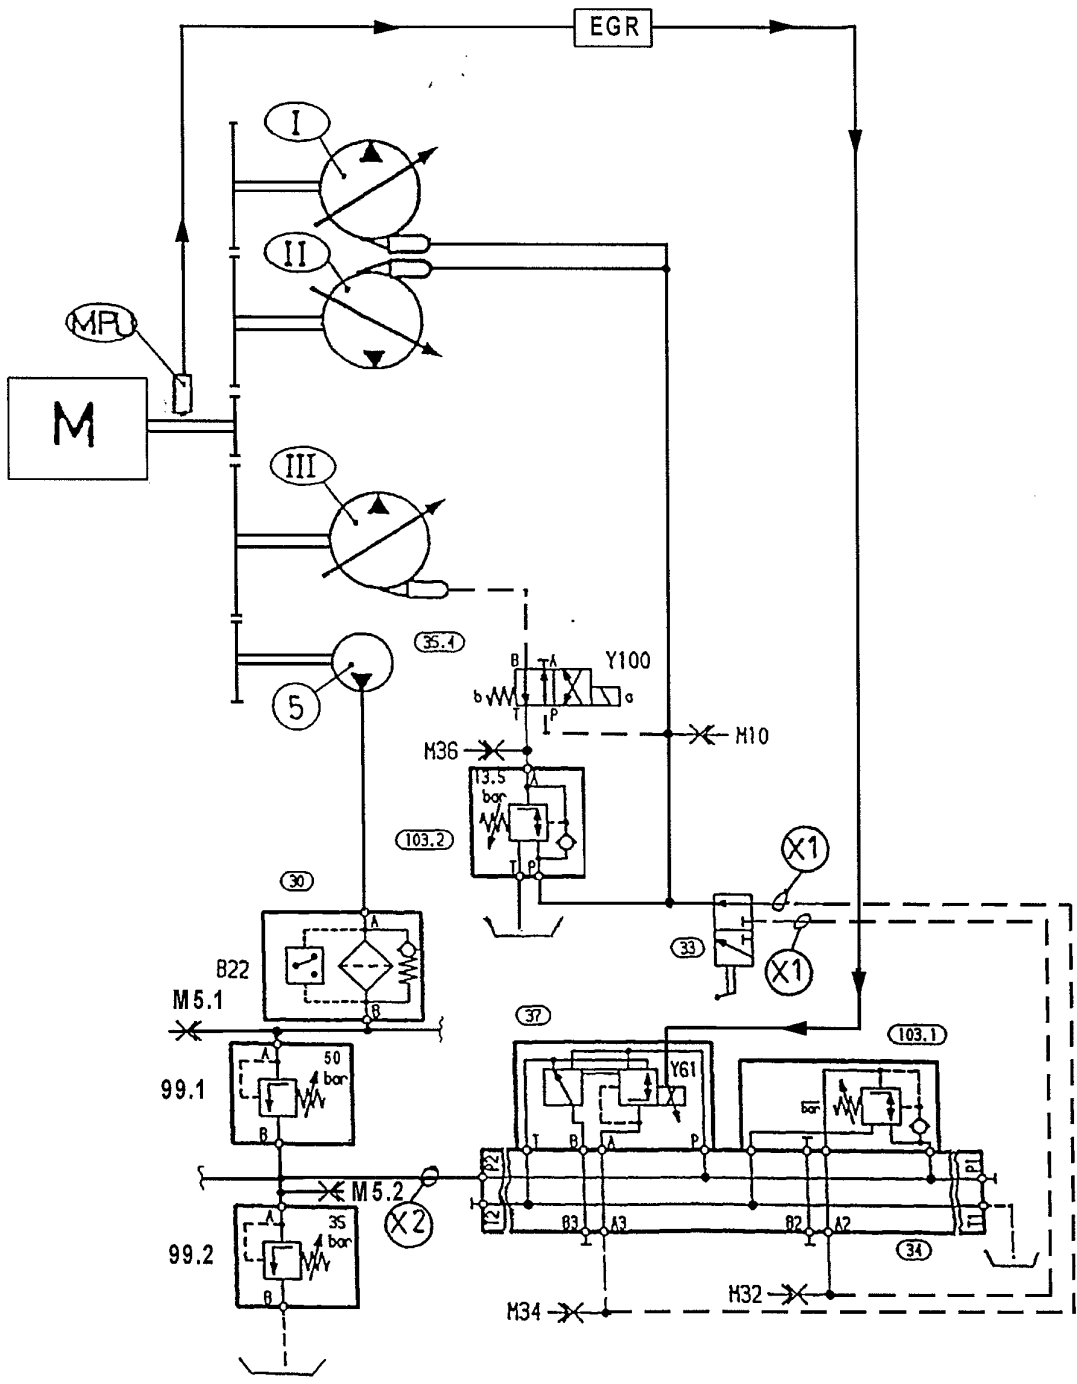 EGR
I
II
MPU
M
III
35.1
B A Y100
b a
T P
5
M36
M10
13.5
bar
A
103.2
T P
X1
30
33
A
B22
X1
B
M5.1
37
103.1
A
50
bar
99.1
Y61
bar
B
T B A P
P2
P1
M5.2
X2
T2
T1
A
35
bar
B3 A3
B2 A2
99.2
34
B
M32
M34